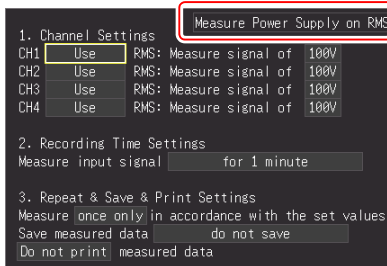 Measure Power Supply on RMS
1. Channel Settings
CH1 Use RMS: Measure signal of 100V
CH2 Use RMS: Measure signal of 100V
CH3 Use RMS: Measure signal of 100V
CH4 Use RMS: Measure signal of 100V
2. Recording Time Settings
Measure input signal for 1 minute
3. Repeat & Save & Print Settings
Measure once only in accordance with the set values
Save measured data do not save
Do not print measured data